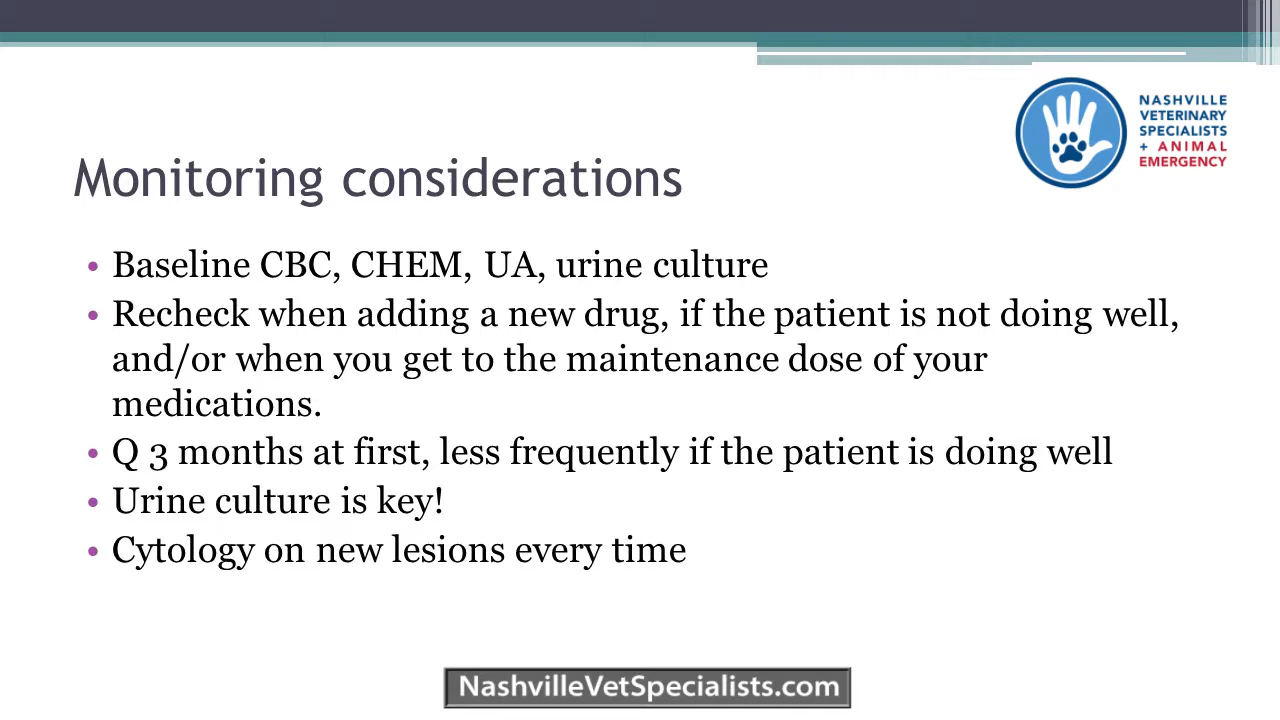 NASHVILLE
VETERINARY
SPECIALISTS
+ ANIMAL
EMERGENCY
Monitoring considerations
• Baseline CBC, CHEM, UA, urine culture
• Recheck when adding a new drug, if the patient is not doing well,
and/or when you get to the maintenance dose of your
medications.
• Q 3 months at first, less frequently if the patient is doing well
• Urine culture is key!
• Cytology on new lesions every time
NashvilleVetSpecialists.com